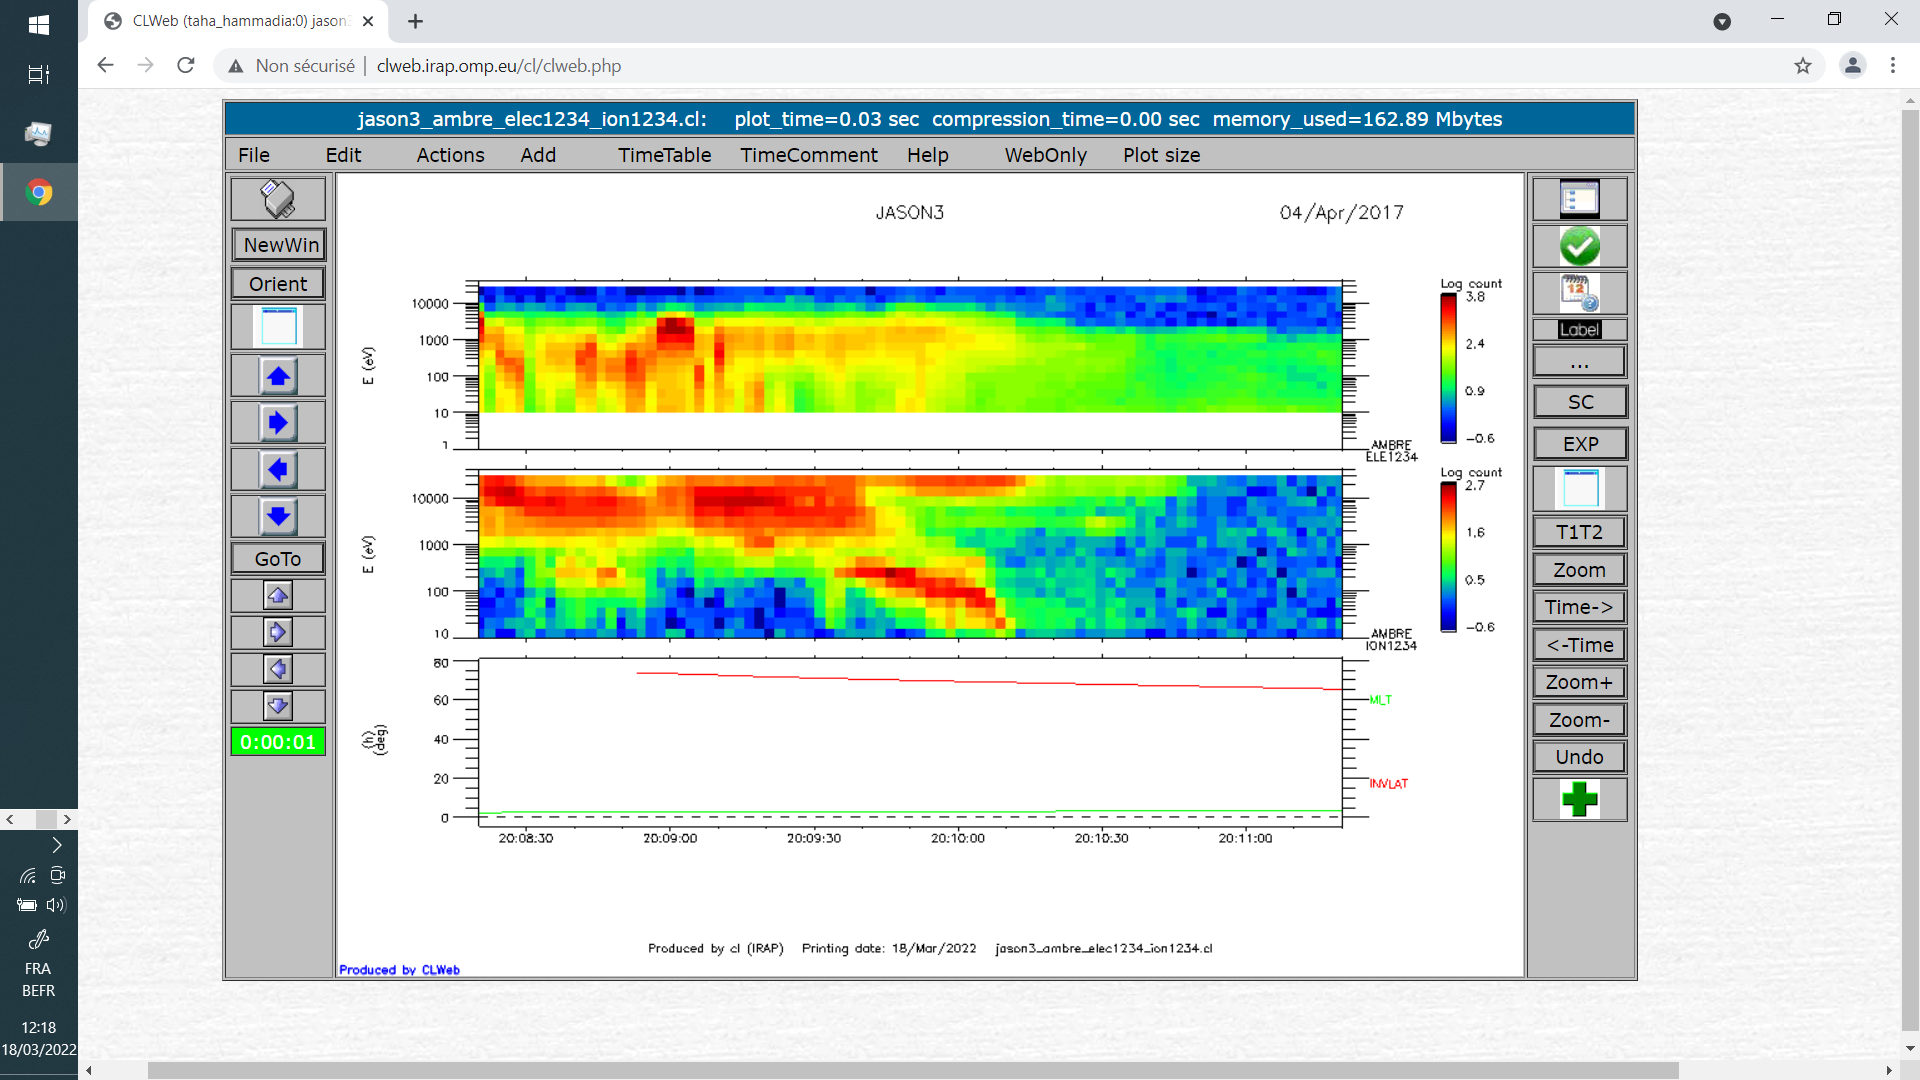 CLWeb (taha_hammadia:0) jason3
Non sécurisé | clweb.irap.omp.eu/cl/clweb.php
jason3_ambre_elec1234_ion1234.cl: plot_time=0.03 sec compression_time=0.00 sec memory_used=162.89 Mbytes
File Edit Actions Add TimeTable TimeComment Help WebOnly Plot size
NewWin
Orient
GoTo
0:00:01
JASON3
04/Apr/2017
10000
1000
100
10
1
E (eV)
Log count
3.8
2.4
0.9
-0.6
AMBRE
ELE1234
10000
1000
100
10
E (eV)
Log count
2.7
1.6
0.5
-0.6
AMBRE
ION1234
80
60
40
20
0
(h)
(deg)
MLT
INVLAT
20:08:30 20:09:00 20:09:30 20:10:00 20:10:30 20:11:00
Produced by cl (IRAP) Printing date: 18/Mar/2022 jason3_ambre_elec1234_ion1234.cl
Produced by CLWeb
12
Label
...
SC
EXP
T1T2
Zoom
Time->
<-Time
Zoom+
Zoom-
Undo
FRA
BEFR
12:18
18/03/2022